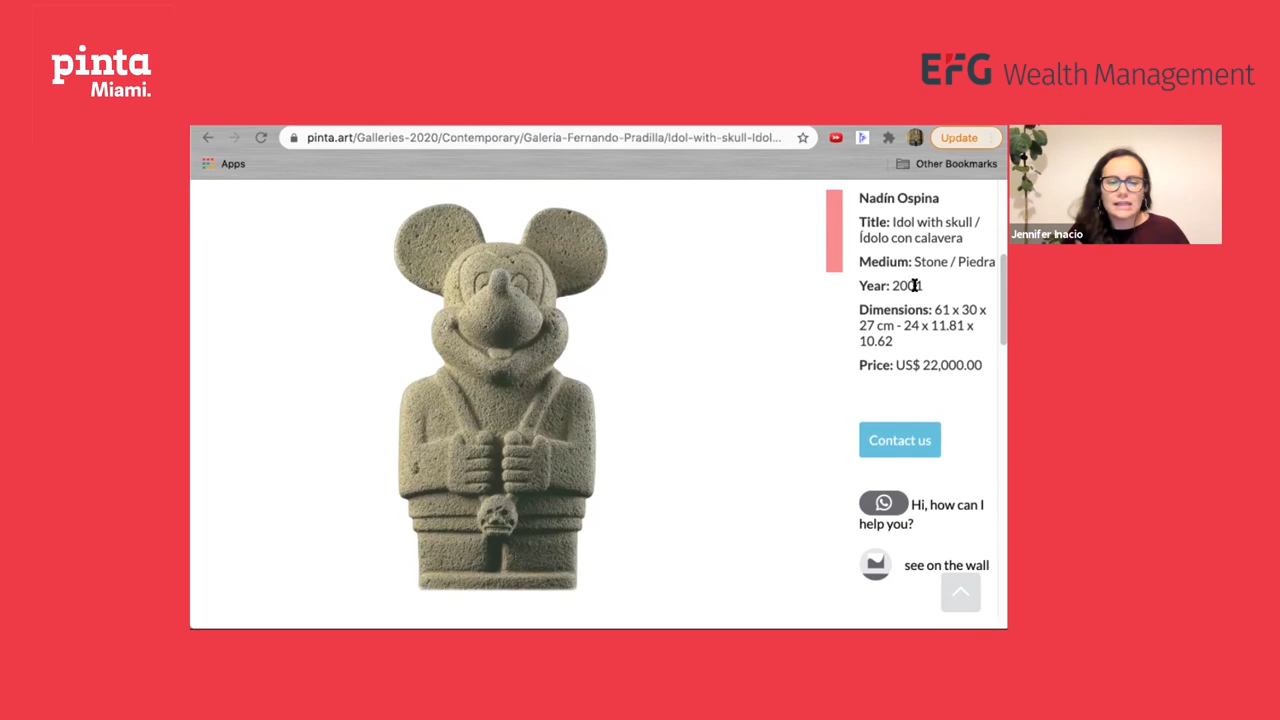 pinta
Miami.
EFG Wealth Management
pinta.art/Galleries-2020/Contemporary/Galeria-Fernando-Pradilla/Idol-with-skull-Idol...
Update
Apps
Other Bookmarks
Nadín Ospina
Title: Idol with skull /
Ídolo con calavera
Medium: Stone / Piedra
Year: 2001
Dimensions: 61 x 30 x
27 cm - 24 x 11.81 x
10.62
Price: US$ 22,000.00
Contact us
Hi, how can I
help you?
see on the wall
Jennifer Inacio